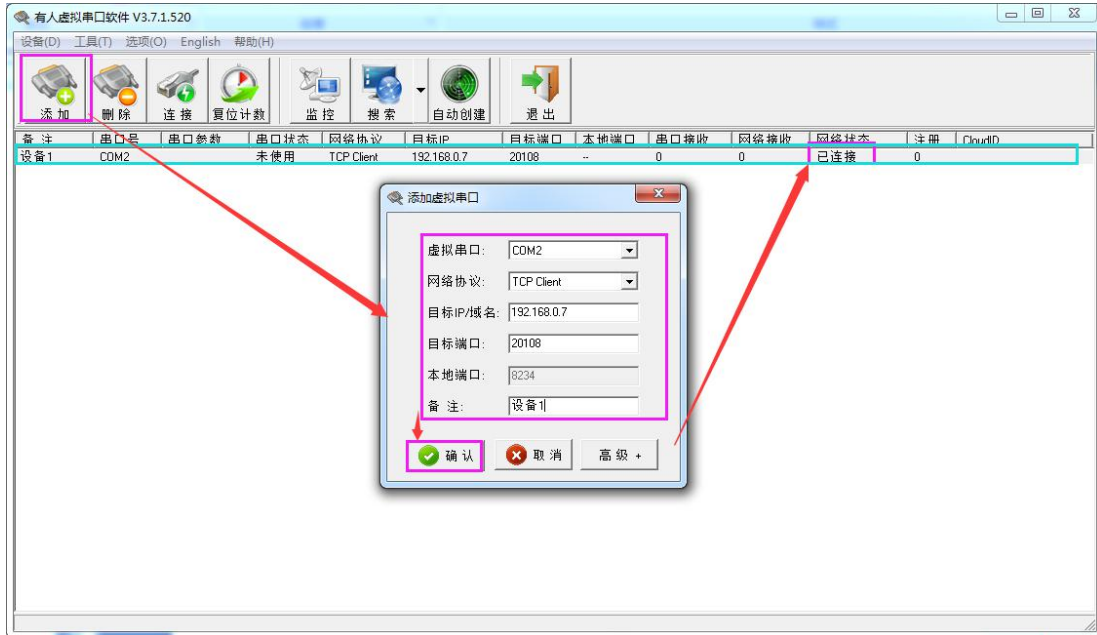 有人虚拟串口软件 V3.7.1.520
设备(D) 工具(T) 选项(O) English 帮助(H)
添加 删除 连接 复位计数 监控 搜索 自动创建 退出
备 注 串口号 串口参数 串口状态 网络协议 目标IP 目标端口 本地端口 串口接收 网络接收 网络状态 注册 CloudID
设备1 COM2 未使用 TCP Client 192.168.0.7 20108 -- 0 0 已连接 0
添加虚拟串口
虚拟串口: COM2
网络协议: TCP Client
目标IP/域名: 192.168.0.7
目标端口: 20108
本地端口: 8234
备 注: 设备1
确认 取消 高级 +